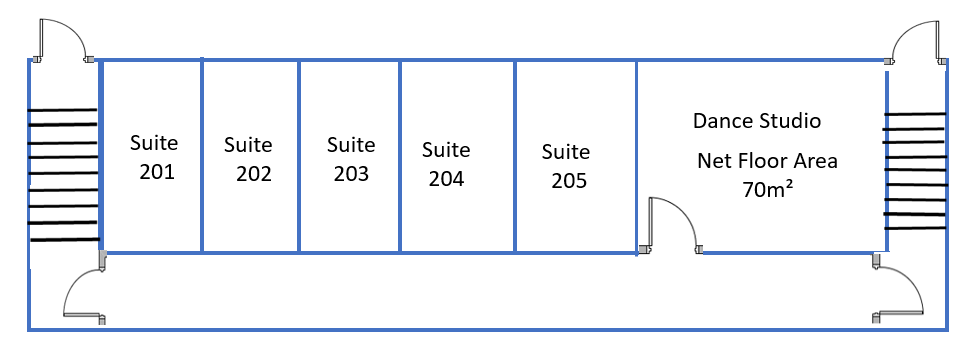 Suite
201
Suite
202
Suite
203
Suite
204
Suite
205
Dance Studio
Net Floor Area
70m²